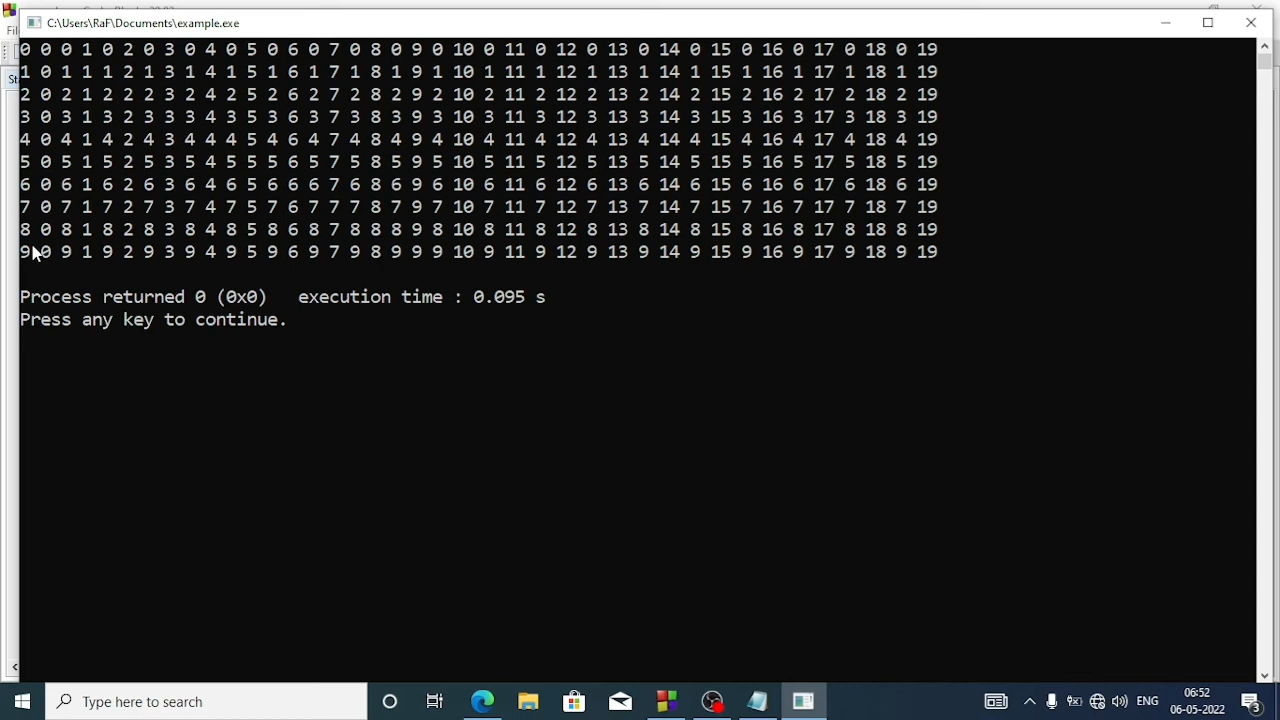 C:\Users\RaF\Documents\example.exe
0 0 0 1 0 2 0 3 0 4 0 5 0 6 0 7 0 8 0 9 0 10 0 11 0 12 0 13 0 14 0 15 0 16 0 17 0 18 0 19
1 0 1 1 1 2 1 3 1 4 1 5 1 6 1 7 1 8 1 9 1 10 1 11 1 12 1 13 1 14 1 15 1 16 1 17 1 18 1 19
2 0 2 1 2 2 2 3 2 4 2 5 2 6 2 7 2 8 2 9 2 10 2 11 2 12 2 13 2 14 2 15 2 16 2 17 2 18 2 19
3 0 3 1 3 2 3 3 3 4 3 5 3 6 3 7 3 8 3 9 3 10 3 11 3 12 3 13 3 14 3 15 3 16 3 17 3 18 3 19
4 0 4 1 4 2 4 3 4 4 4 5 4 6 4 7 4 8 4 9 4 10 4 11 4 12 4 13 4 14 4 15 4 16 4 17 4 18 4 19
5 0 5 1 5 2 5 3 5 4 5 5 5 6 5 7 5 8 5 9 5 10 5 11 5 12 5 13 5 14 5 15 5 16 5 17 5 18 5 19
6 0 6 1 6 2 6 3 6 4 6 5 6 6 6 7 6 8 6 9 6 10 6 11 6 12 6 13 6 14 6 15 6 16 6 17 6 18 6 19
7 0 7 1 7 2 7 3 7 4 7 5 7 6 7 7 7 8 7 9 7 10 7 11 7 12 7 13 7 14 7 15 7 16 7 17 7 18 7 19
8 0 8 1 8 2 8 3 8 4 8 5 8 6 8 7 8 8 8 9 8 10 8 11 8 12 8 13 8 14 8 15 8 16 8 17 8 18 8 19
9 0 9 1 9 2 9 3 9 4 9 5 9 6 9 7 9 8 9 9 9 10 9 11 9 12 9 13 9 14 9 15 9 16 9 17 9 18 9 19
Process returned 0 (0x0)   execution time : 0.095 s
Press any key to continue.
Type here to search
ENG
06:52
06-05-2022
3